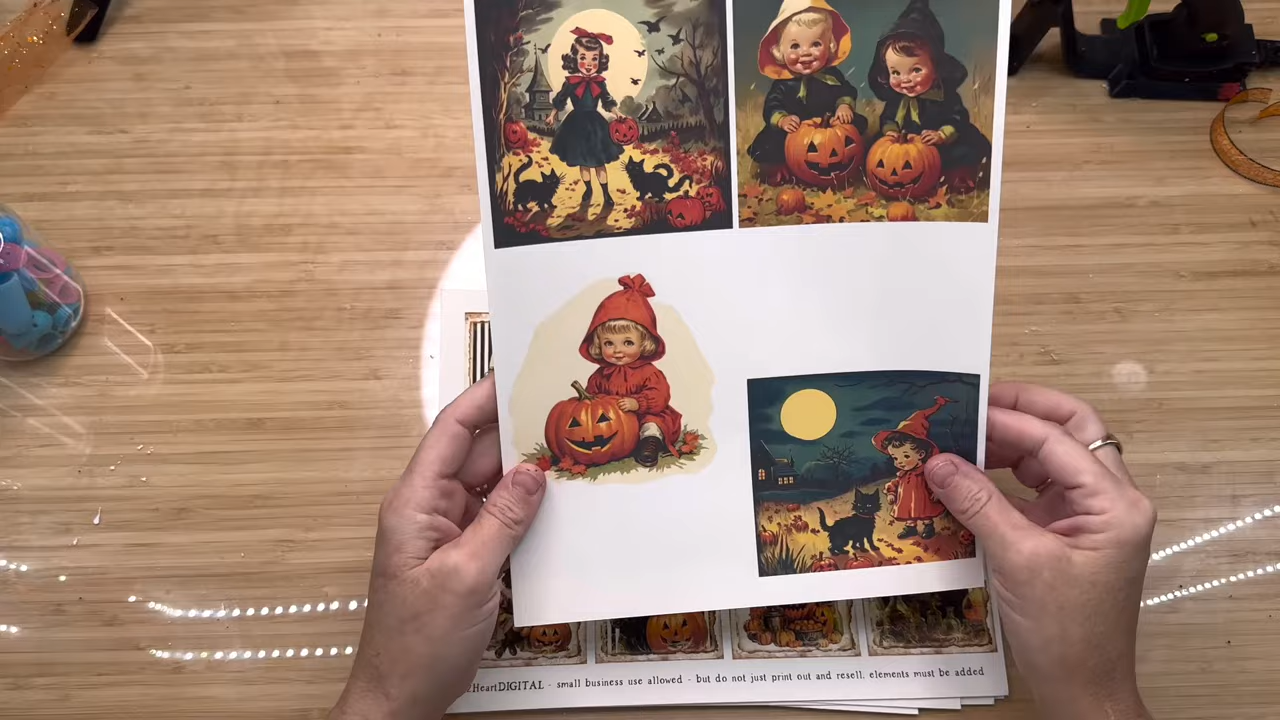 HeartDIGITAL - small business use allowed - but do not just print out and resell, elements must be added